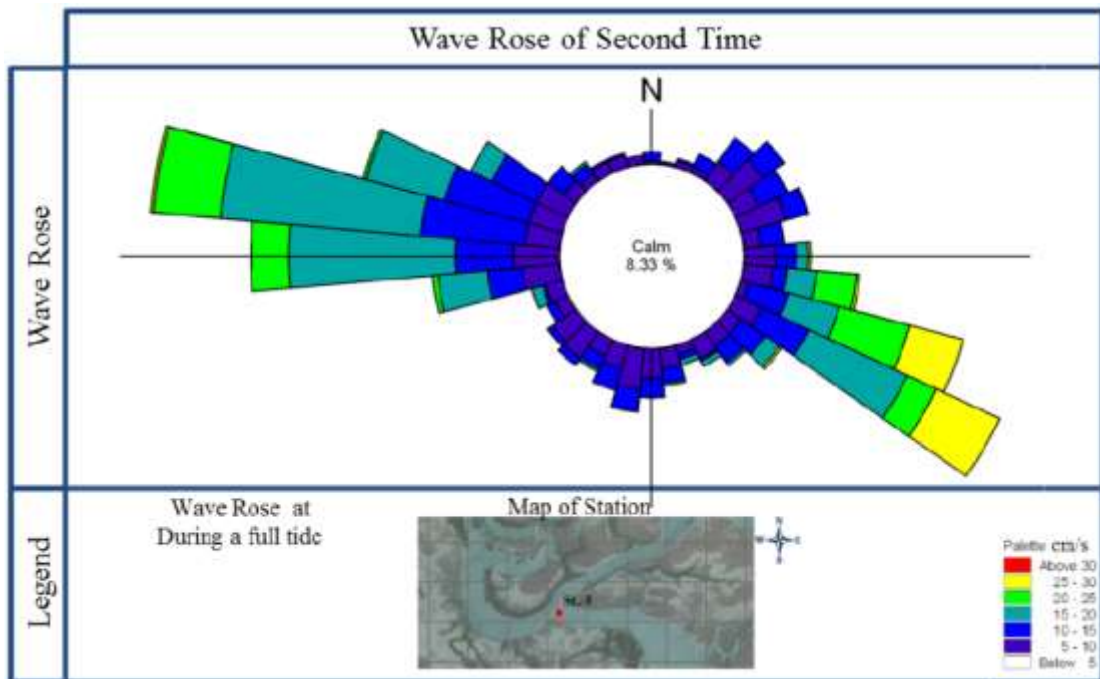 Wave Rose of Second Time
Wave Rose
N
Calm
8.33 %
Legend
Wave Rose at
During a full tide
Map of Station
N
W E
S
Palette cm/s
Above 30
25 - 30
20 - 25
15 - 20
10 - 15
5 - 10
Below 5